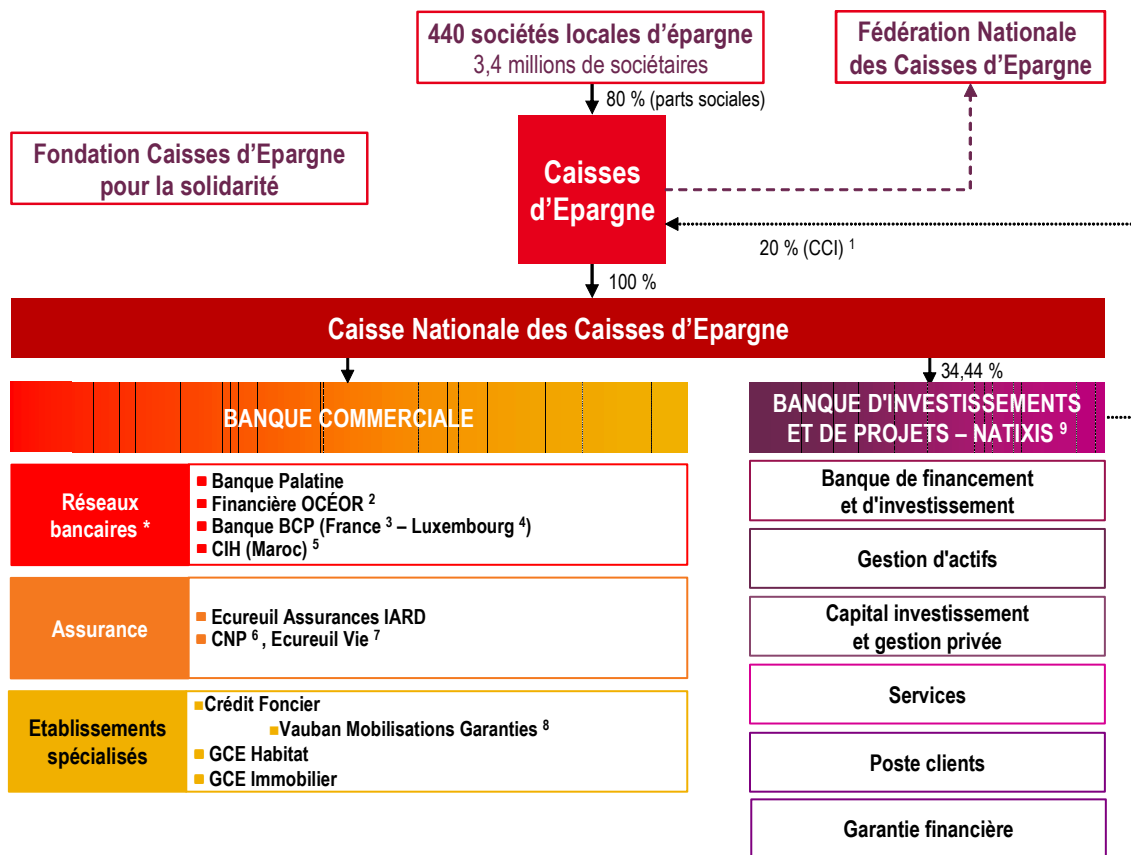 440 sociétés locales d'épargne
3,4 millions de sociétaires
Fédération Nationale
des Caisses d'Epargne
80 % (parts sociales)
Fondation Caisses d'Epargne
pour la solidarité
Caisses
d'Epargne
20 % (CCI) 1
100 %
Caisse Nationale des Caisses d'Epargne
34,44 %
BANQUE COMMERCIALE
BANQUE D'INVESTISSEMENTS
ET DE PROJETS – NATIXIS 9
Réseaux
bancaires *
Banque Palatine
Financière OCÉOR 2
Banque BCP (France 3 – Luxembourg 4)
CIH (Maroc) 5
Assurance
Ecureuil Assurances IARD
CNP 6 , Ecureuil Vie 7
Etablissements
spécialisés
Crédit Foncier
Vauban Mobilisations Garanties 8
GCE Habitat
GCE Immobilier
Banque de financement
et d'investissement
Gestion d'actifs
Capital investissement
et gestion privée
Services
Poste clients
Garantie financière